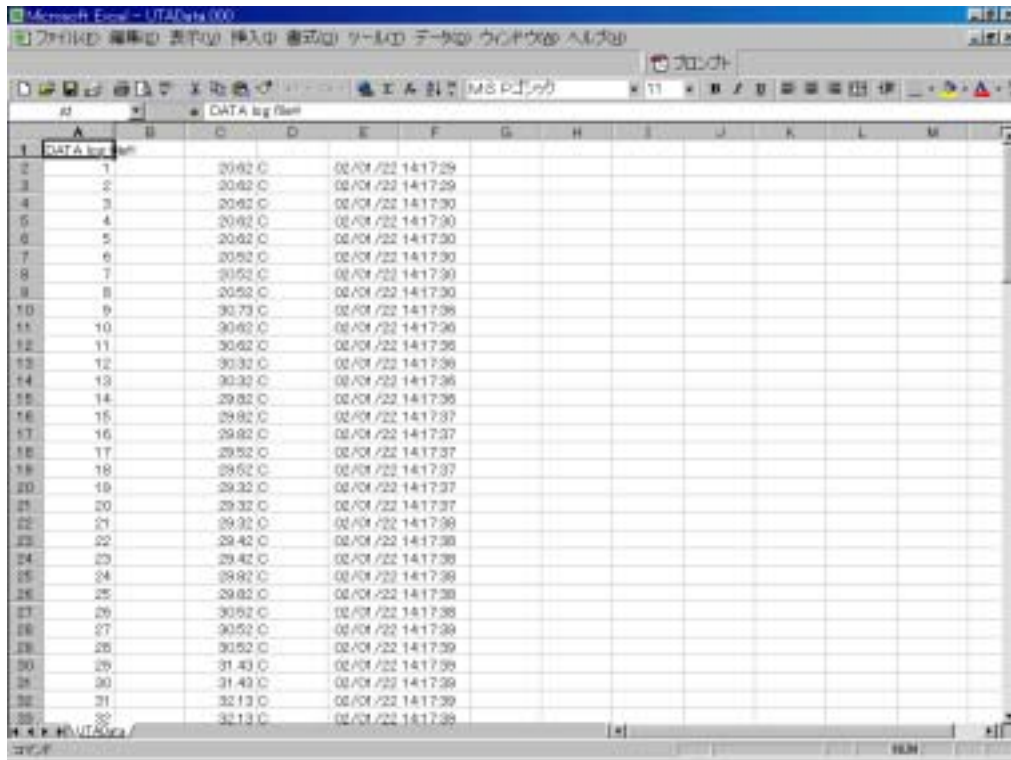 Microsoft Excel - UTAData.000
ファイル(F) 編集(E) 表示(V) 挿入(I) 書式(O) ツール(T) データ(D) ウィンドウ(W) ヘルプ(H)
プロンプト
MS Pゴシック 11 B I U
A1 = DATA log file!!
A B C D E F G H I J K L M
1 DATA log file!!
2 1 20.62 C 02/01/22 14:17:29
3 2 20.62 C 02/01/22 14:17:29
4 3 20.62 C 02/01/22 14:17:30
5 4 20.62 C 02/01/22 14:17:30
6 5 20.62 C 02/01/22 14:17:30
7 6 20.52 C 02/01/22 14:17:30
8 7 20.52 C 02/01/22 14:17:30
9 8 20.52 C 02/01/22 14:17:30
10 9 30.73 C 02/01/22 14:17:36
11 10 30.62 C 02/01/22 14:17:36
12 11 30.62 C 02/01/22 14:17:36
13 12 30.32 C 02/01/22 14:17:36
14 13 30.32 C 02/01/22 14:17:36
15 14 29.82 C 02/01/22 14:17:36
16 15 29.82 C 02/01/22 14:17:37
17 16 29.82 C 02/01/22 14:17:37
18 17 29.52 C 02/01/22 14:17:37
19 18 29.52 C 02/01/22 14:17:37
20 19 29.32 C 02/01/22 14:17:37
21 20 29.32 C 02/01/22 14:17:37
22 21 29.32 C 02/01/22 14:17:38
23 22 29.42 C 02/01/22 14:17:38
24 23 29.42 C 02/01/22 14:17:38
25 24 29.82 C 02/01/22 14:17:38
26 25 29.82 C 02/01/22 14:17:38
27 26 30.52 C 02/01/22 14:17:38
28 27 30.52 C 02/01/22 14:17:39
29 28 30.52 C 02/01/22 14:17:39
30 29 31.43 C 02/01/22 14:17:39
31 30 31.43 C 02/01/22 14:17:39
32 31 32.13 C 02/01/22 14:17:39
33 32 32.13 C 02/01/22 14:17:39
UTAData
コマンド NUM